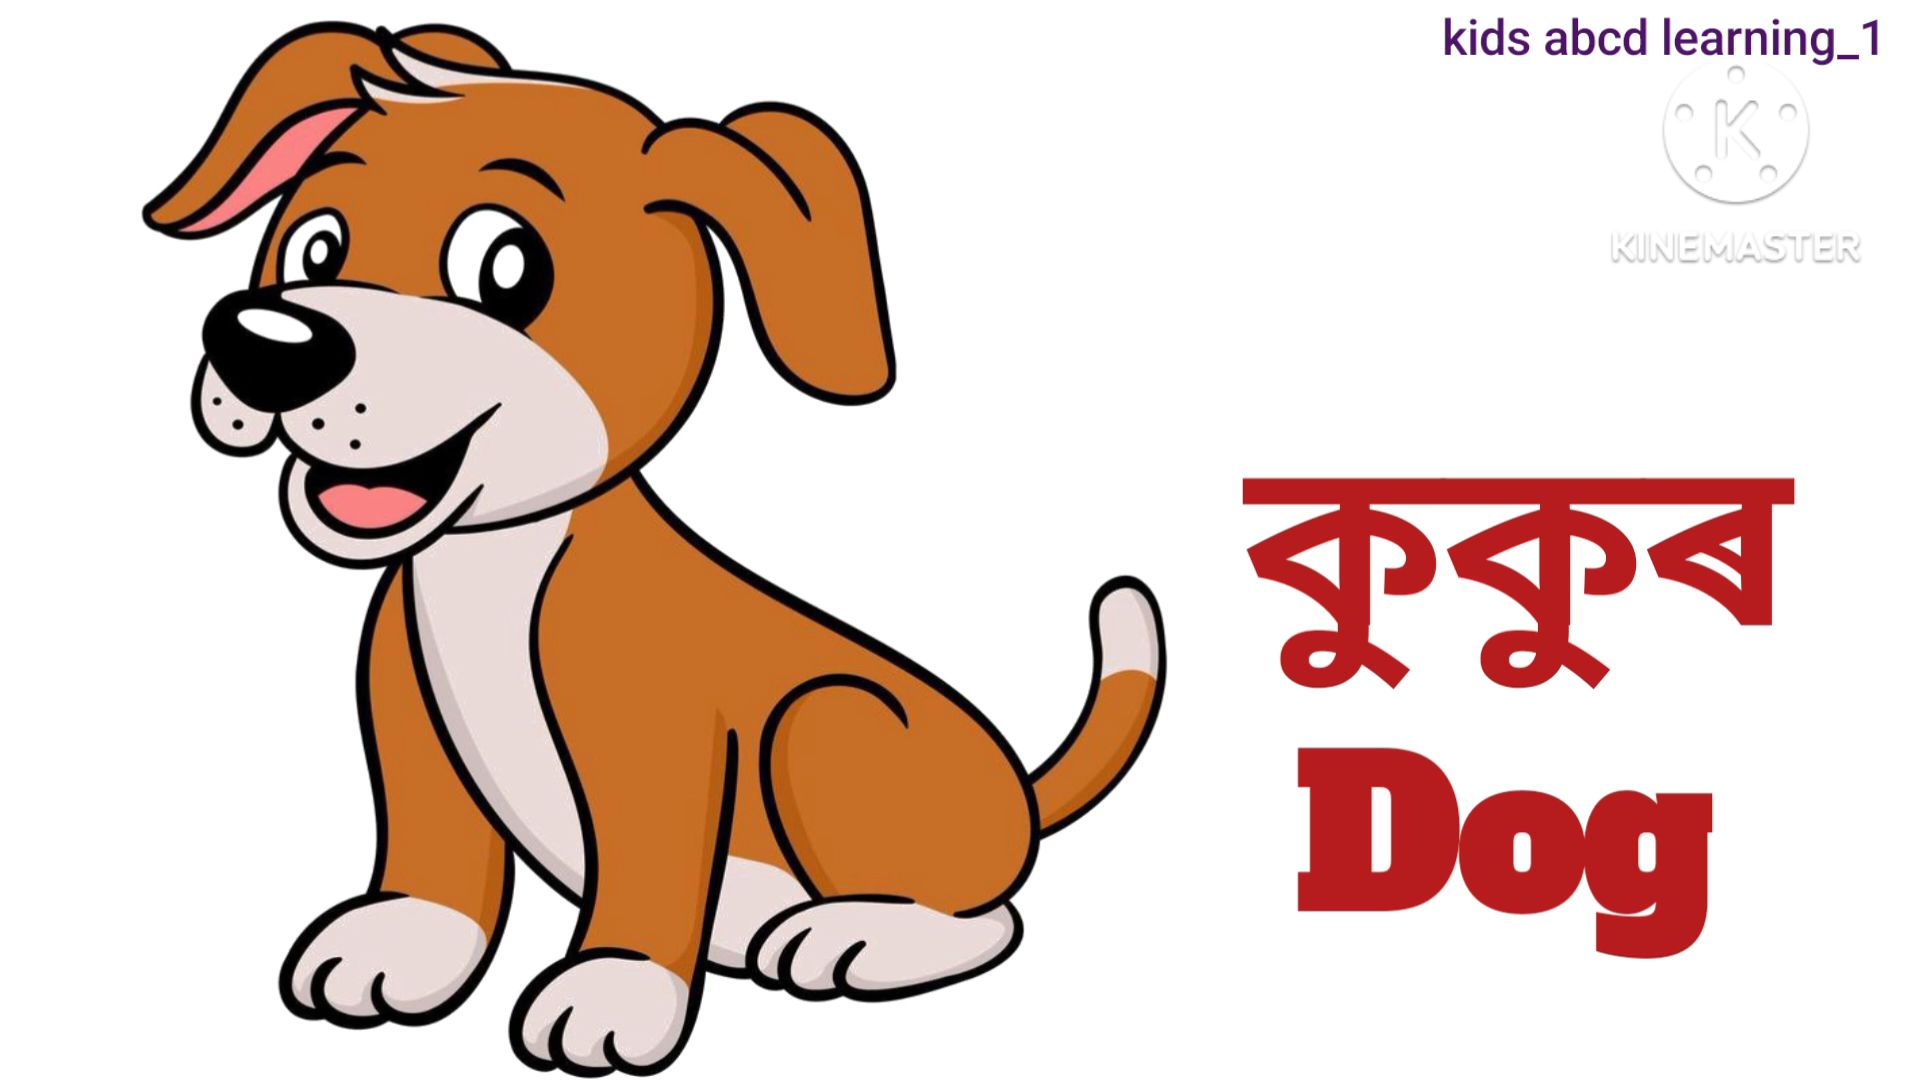 kids abcd learning_1
K
KINEMASTER
কুকুৰ
Dog